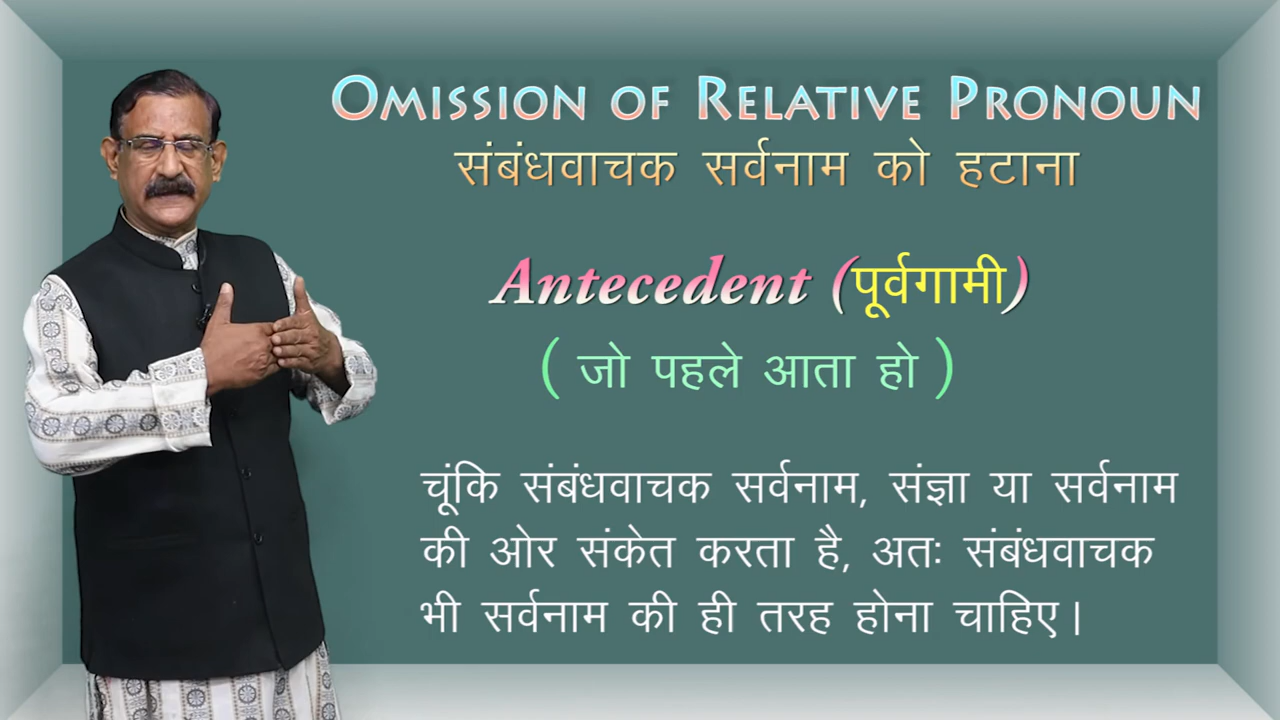 OMISSION OF RELATIVE PRONOUN
संबंधवाचक सर्वनाम को हटाना
Antecedent (पूर्वगामी)
( जो पहले आता हो )
चूंकि संबंधवाचक सर्वनाम, संज्ञा या सर्वनाम
की ओर संकेत करता है, अतः संबंधवाचक
भी सर्वनाम की ही तरह होना चाहिए।